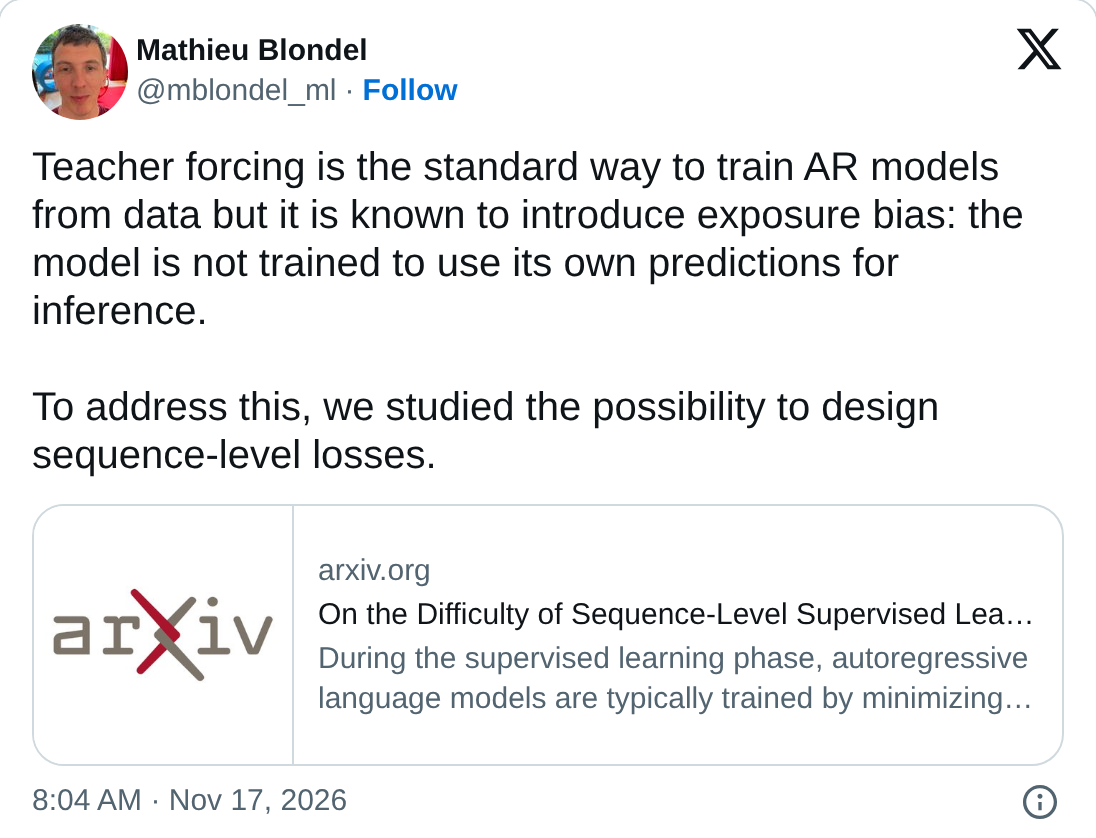 Mathieu Blondel
@mblondel_ml · Follow
Teacher forcing is the standard way to train AR models
from data but it is known to introduce exposure bias: the
model is not trained to use its own predictions for
inference.
To address this, we studied the possibility to design
sequence-level losses.
arXiv
arxiv.org
On the Difficulty of Sequence-Level Supervised Lea…
During the supervised learning phase, autoregressive
language models are typically trained by minimizing…
8:04 AM · Nov 17, 2026